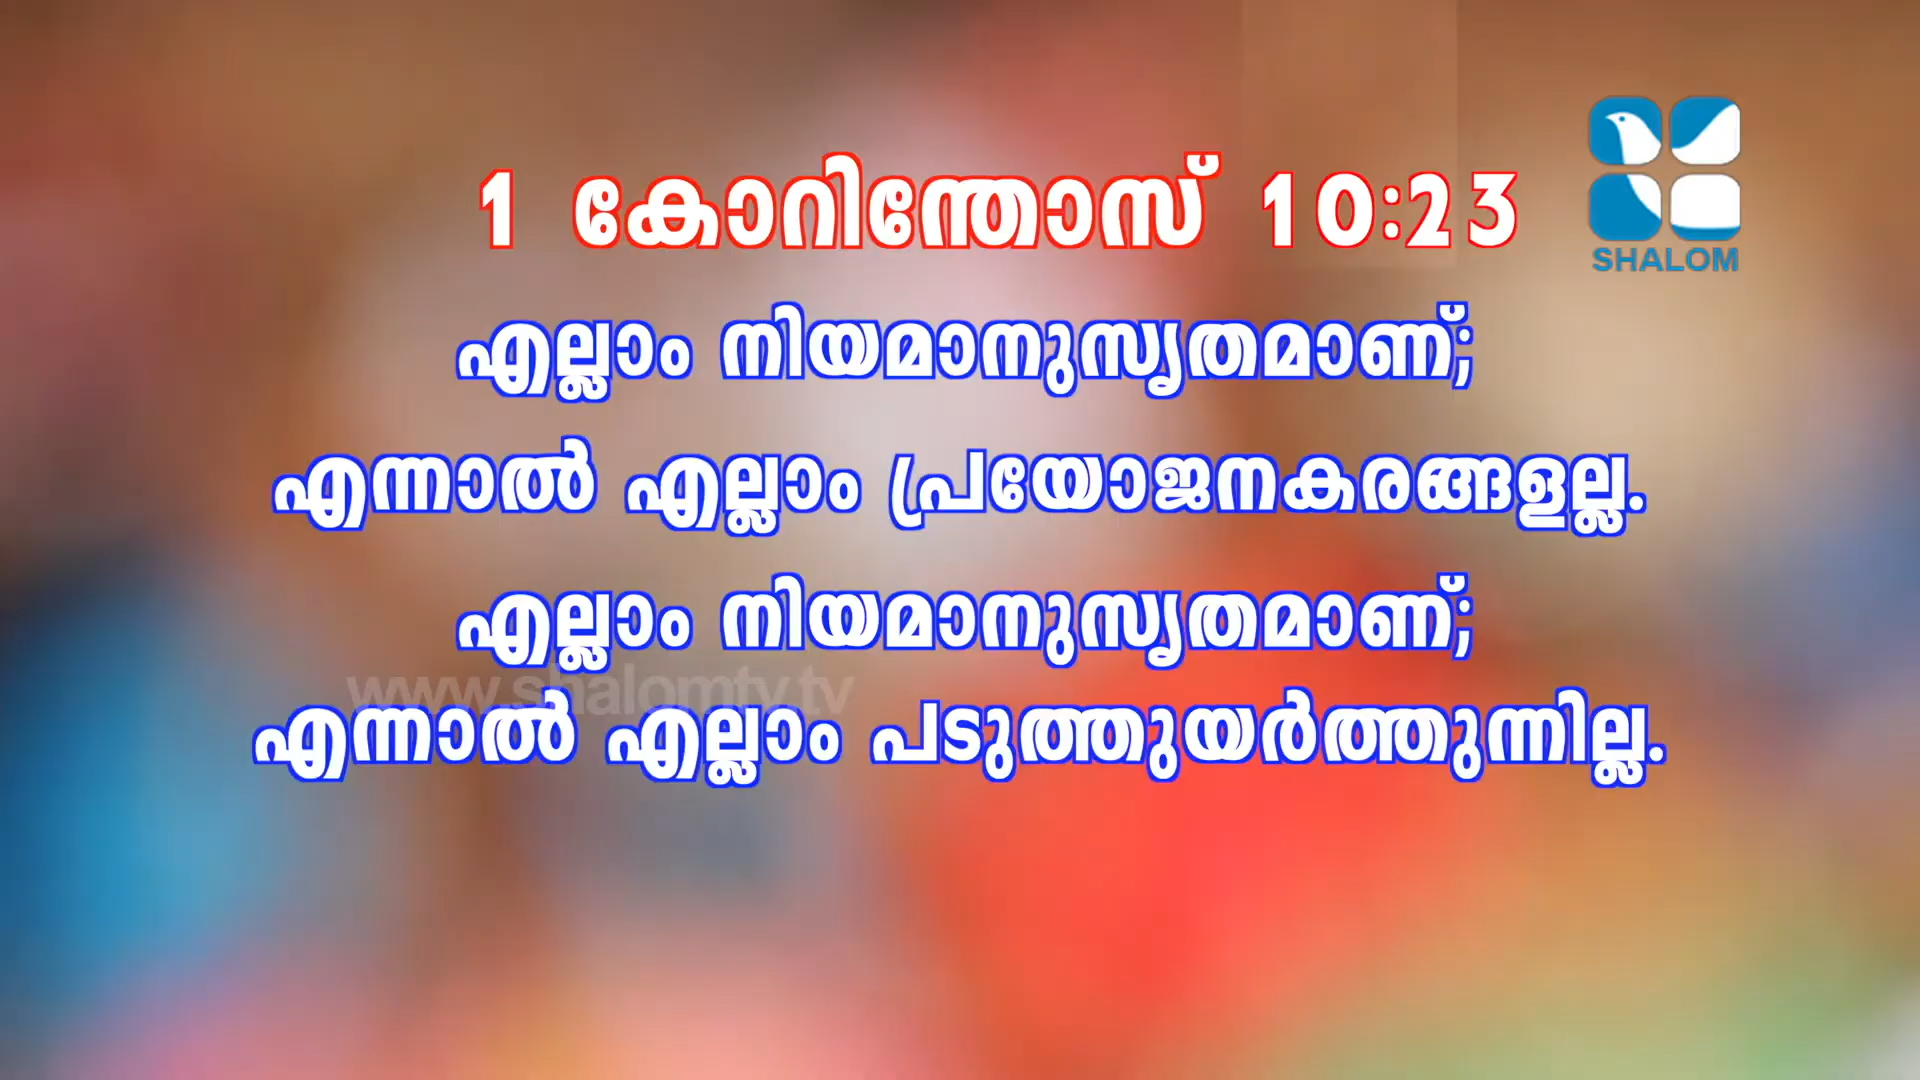 1 കോറിന്തോസ് 10:23
SHALOM
എല്ലാം നിയമാനുസൃതമാണ്;
എന്നാൽ എല്ലാം പ്രയോജനകരങ്ങളല്ല.
എല്ലാം നിയമാനുസൃതമാണ്;
www.shalomtv.tv
എന്നാൽ എല്ലാം പടുത്തുയർത്തുന്നില്ല.